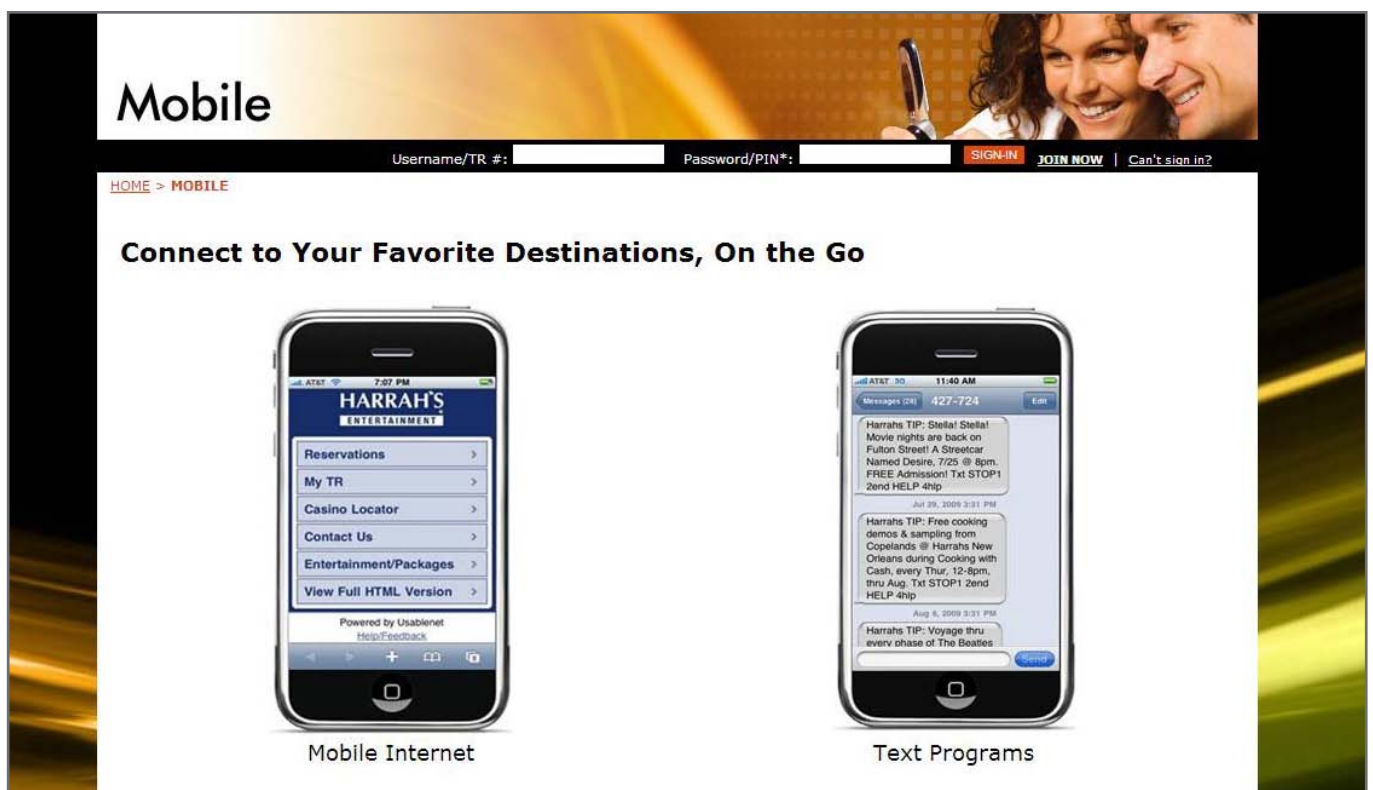 Mobile
Username/TR #:
Password/PIN*:
SIGN-IN
JOIN NOW | Can't sign in?
HOME > MOBILE
Connect to Your Favorite Destinations, On the Go
AT&T 7:07 PM
HARRAH'S
ENTERTAINMENT
Reservations >
My TR >
Casino Locator >
Contact Us >
Entertainment/Packages >
View Full HTML Version >
Powered by Usablenet
Help/Feedback
Mobile Internet
AT&T 3G 11:40 AM
Messages (28) 427-724 Edit
Harrahs TIP: Stella! Stella!
Movie nights are back on
Fulton Street! A Streetcar
Named Desire, 7/25 @ 8pm.
FREE Admission! Txt STOP1
2end HELP 4hlp
Jul 29, 2009 3:31 PM
Harrahs TIP: Free cooking
demos & sampling from
Copelands @ Harrahs New
Orleans during Cooking with
Cash, every Thur, 12-8pm,
thru Aug. Txt STOP1 2end
HELP 4hlp
Aug 6, 2009 3:31 PM
Harrahs TIP: Voyage thru
every phase of The Beatles
Send
Text Programs